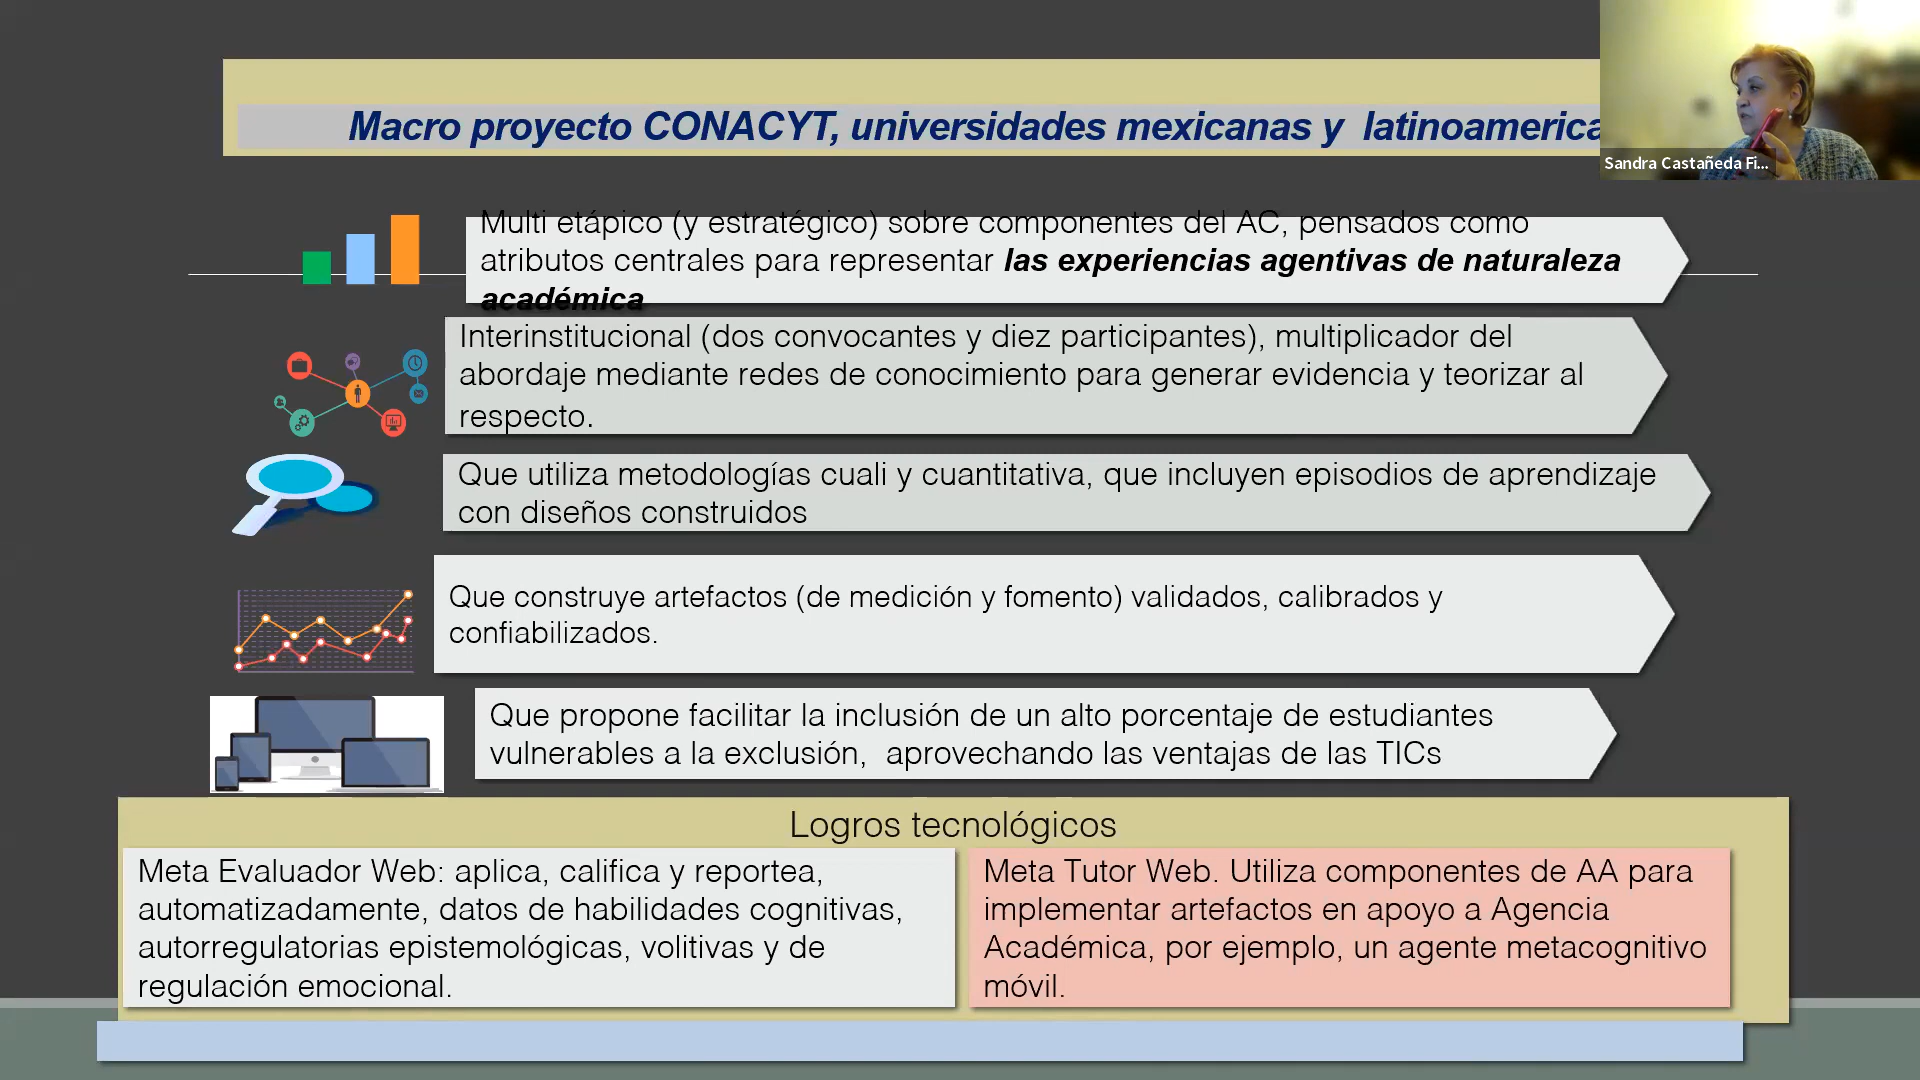 Macro proyecto CONACYT, universidades mexicanas y latinoamerica
Sandra Castañeda Fi...
Multi etápico (y estratégico) sobre componentes del AC, pensados como
atributos centrales para representar las experiencias agentivas de naturaleza
académica
Interinstitucional (dos convocantes y diez participantes), multiplicador del
abordaje mediante redes de conocimiento para generar evidencia y teorizar al
respecto.
Que utiliza metodologías cuali y cuantitativa, que incluyen episodios de aprendizaje
con diseños construidos
Que construye artefactos (de medición y fomento) validados, calibrados y
confiabilizados.
Que propone facilitar la inclusión de un alto porcentaje de estudiantes
vulnerables a la exclusión,  aprovechando las ventajas de las TICs
Logros tecnológicos
Meta Evaluador Web: aplica, califica y reportea,
automatizadamente, datos de habilidades cognitivas,
autorregulatorias epistemológicas, volitivas y de
regulación emocional.
Meta Tutor Web. Utiliza componentes de AA para
implementar artefactos en apoyo a Agencia
Académica, por ejemplo, un agente metacognitivo
móvil.